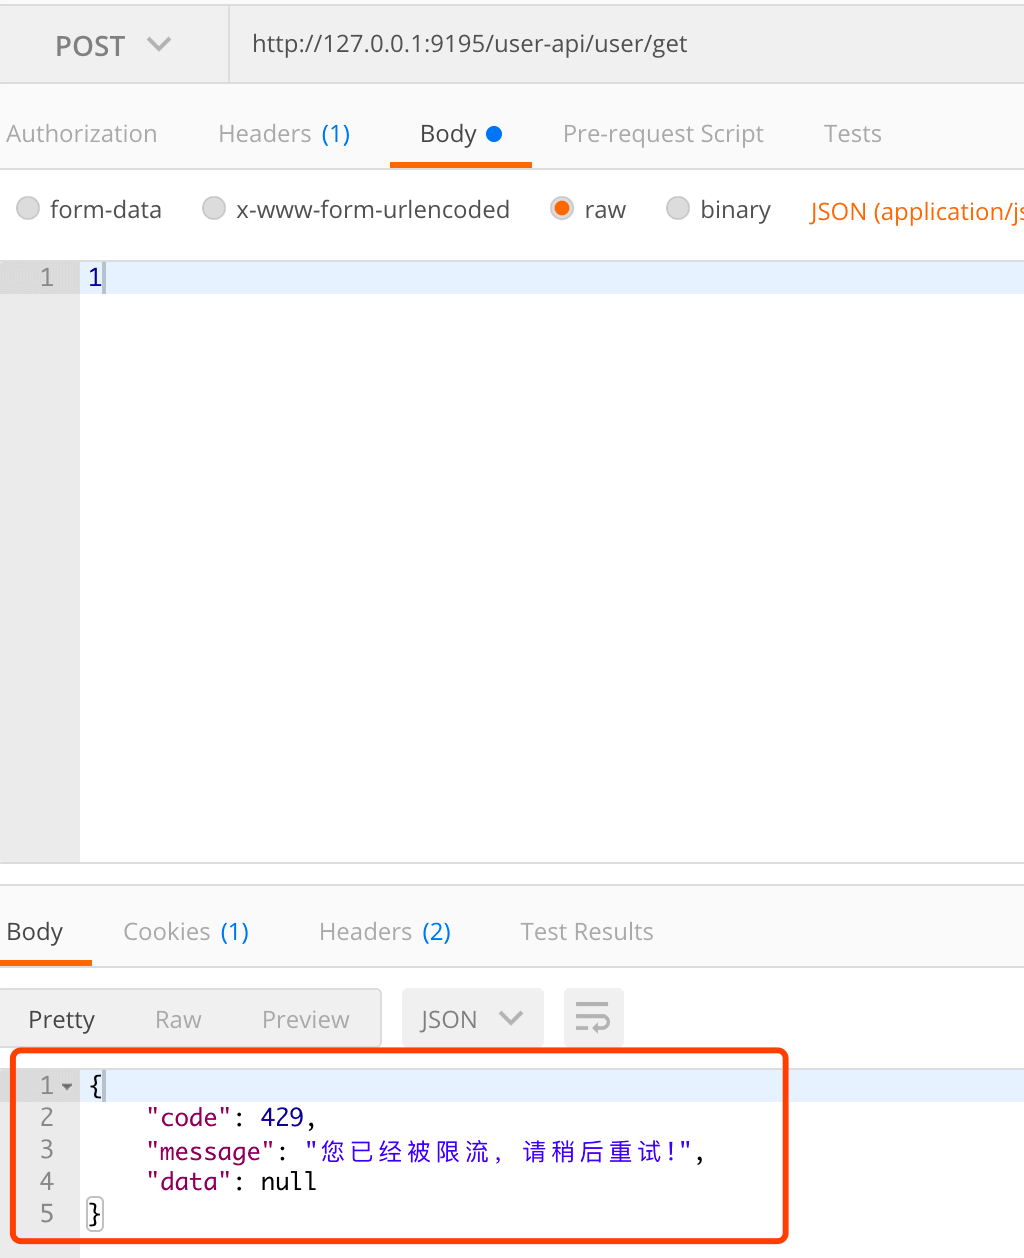 POST http://127.0.0.1:9195/user-api/user/get
Authorization Headers (1) Body Pre-request Script Tests
form-data x-www-form-urlencoded raw binary JSON (application/js
1 1
Body Cookies (1) Headers (2) Test Results
Pretty Raw Preview JSON
1 {
2 "code": 429,
3 "message": "您已经被限流，请稍后重试!",
4 "data": null
5 }